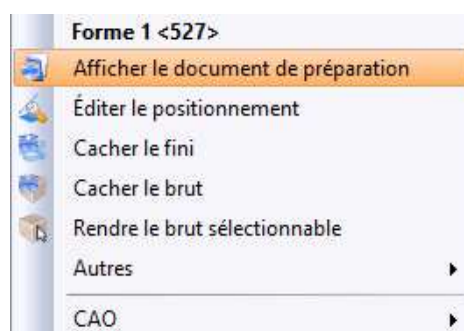 Forme 1 <527>
Afficher le document de préparation
Éditer le positionnement
Cacher le fini
Cacher le brut
Rendre le brut sélectionnable
Autres
CAO